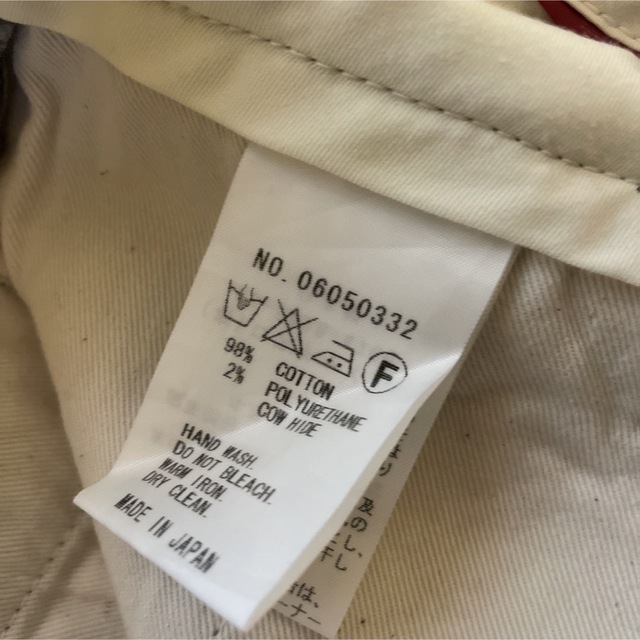 NO. 06050332
F
98% COTTON
2% POLYURETHANE
COW HIDE
HAND WASH.
DO NOT BLEACH.
WARM IRON.
DRY CLEAN.
MADE IN JAPAN